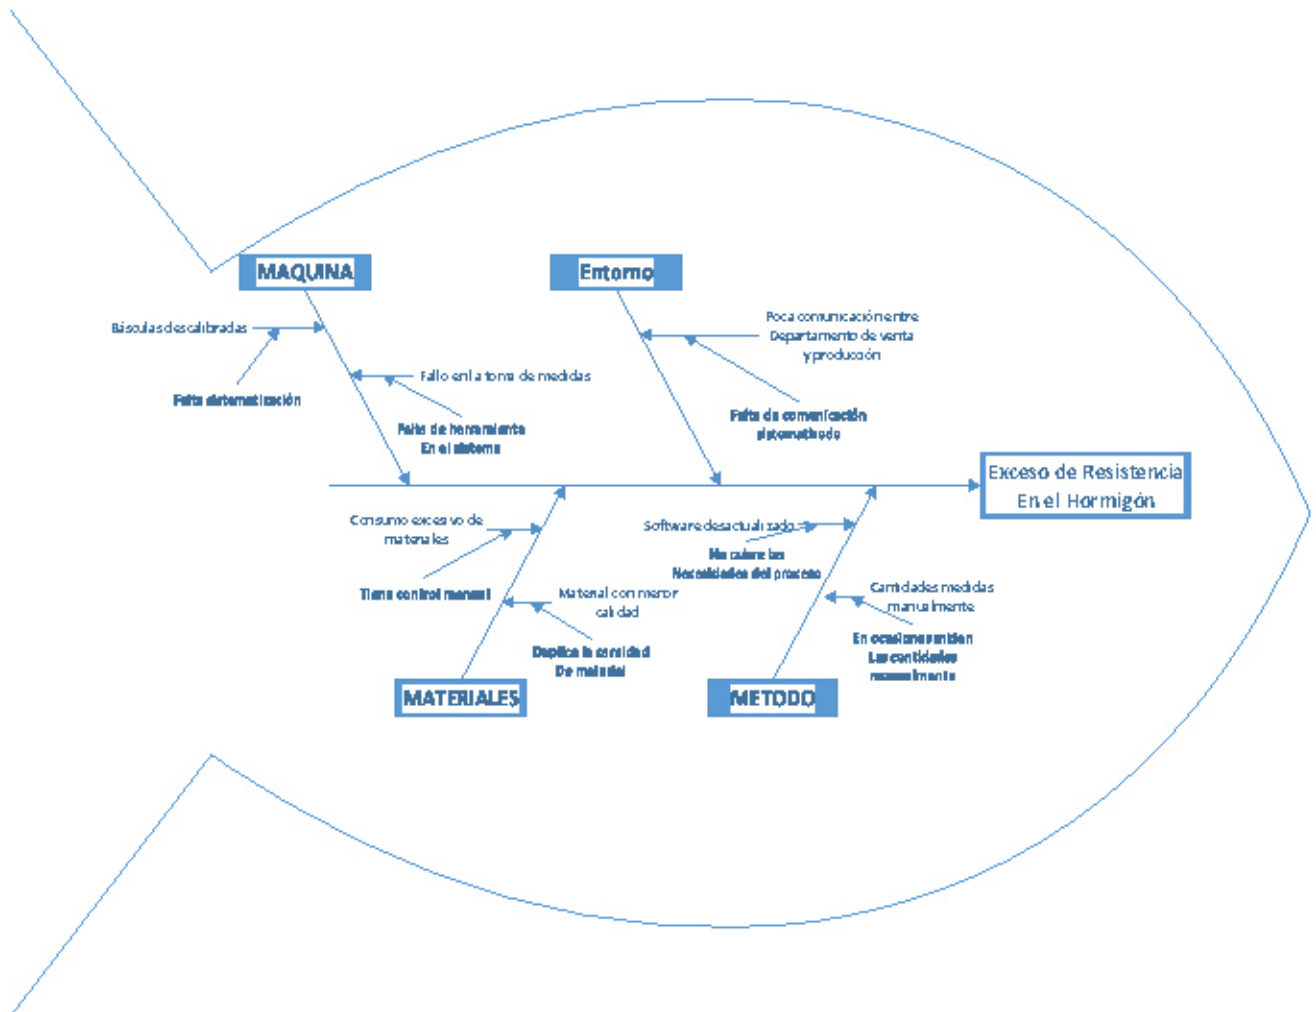 MAQUINA
Entorno
Básculas descalibradas
Falta sistematización
Fallo en la toma de medidas
Falta de herramienta
En el sistema
Poca comunicación entre
Departamento de venta
y producción
Falta de comunicación
sistematizada
Exceso de Resistencia
En el Hormigón
Consumo excesivo de
materiales
Tiene control manual
Material con menor
calidad
Duplica la cantidad
De material
MATERIALES
Software desactualizado
No cubre las
Necesidades del proceso
Cantidades medidas
manualmente
En ocasiones miden
Las cantidades
manualmente
METODO